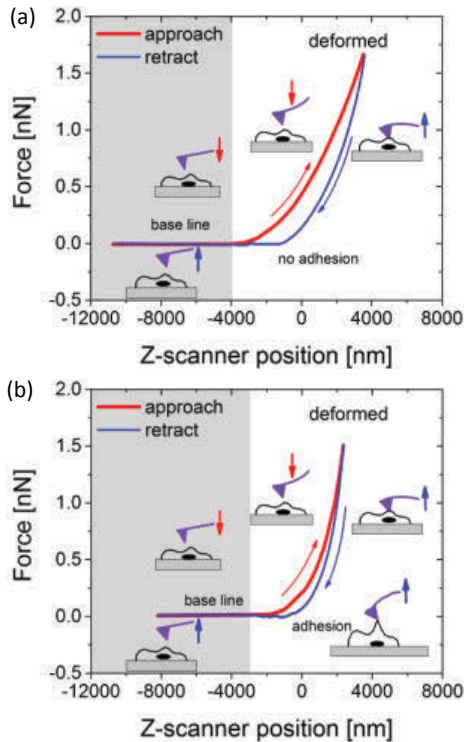 (a)
approach
retract
deformed
base line
no adhesion
2.0
1.5
1.0
0.5
0.0
-0.5
Force [nN]
-12000 -8000 -4000 0 4000 8000
Z-scanner position [nm]
(b)
approach
retract
deformed
base line
adhesion
2.0
1.5
1.0
0.5
0.0
-0.5
Force [nN]
-12000 -8000 -4000 0 4000 8000
Z-scanner position [nm]